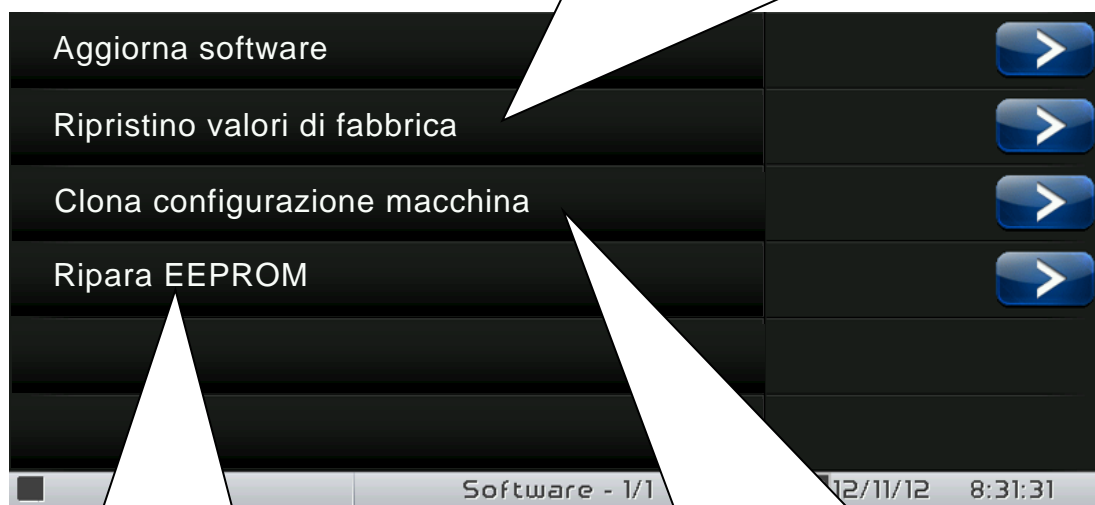 Aggiorna software
Ripristino valori di fabbrica
Clona configurazione macchina
Ripara EEPROM
Software - 1/1 12/11/12 8:31:31